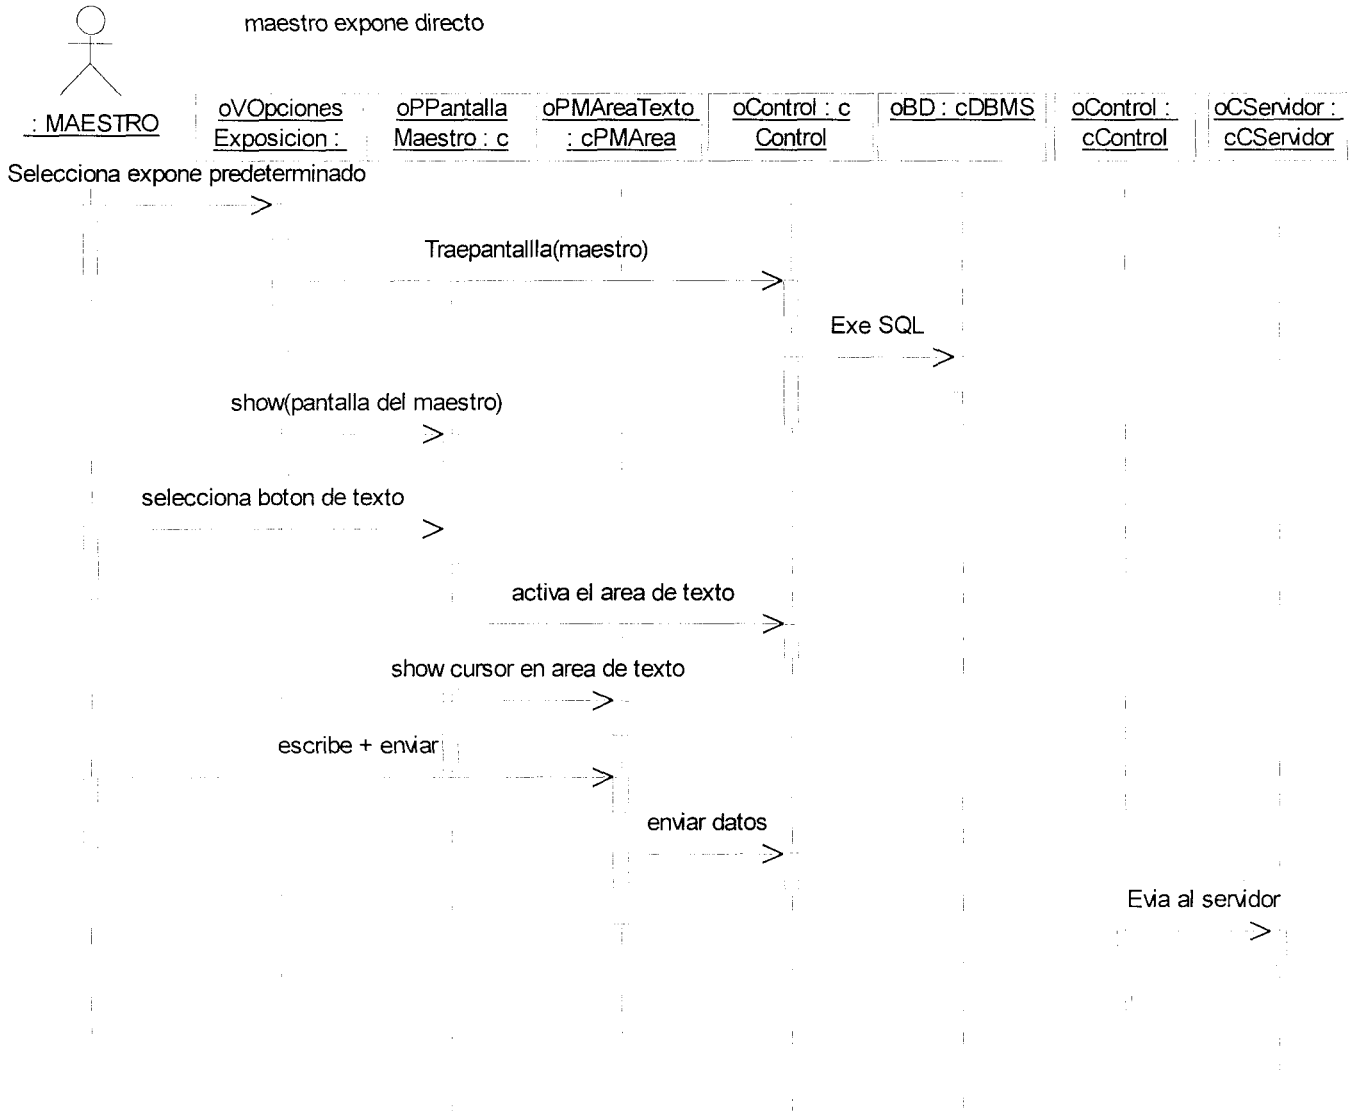 maestro expone directo
: MAESTRO
oVOpciones
Exposicion :
oPPantalla
Maestro : c
oPMAreaTexto
: cPMArea
oControl : c
Control
oBD : cDBMS
oControl :
cControl
oCServidor :
cCServidor
Selecciona expone predeterminado
Traepantallla(maestro)
Exe SQL
show(pantalla del maestro)
selecciona boton de texto
activa el area de texto
show cursor en area de texto
escribe + enviar
enviar datos
Evia al servidor